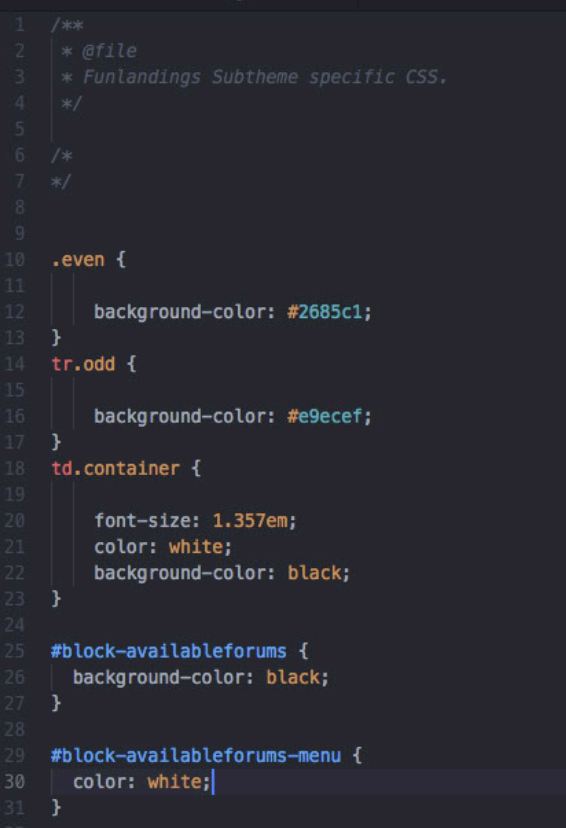 1 /**
2  * @file
3  * Funlandings Subtheme specific CSS.
4  */
5
6 /*
7 */
8
9
10 .even {
11
12     background-color: #2685c1;
13 }
14 tr.odd {
15
16     background-color: #e9ecef;
17 }
18 td.container {
19
20     font-size: 1.357em;
21     color: white;
22     background-color: black;
23 }
24
25 #block-availableforums {
26   background-color: black;
27 }
28
29 #block-availableforums-menu {
30   color: white;
31 }